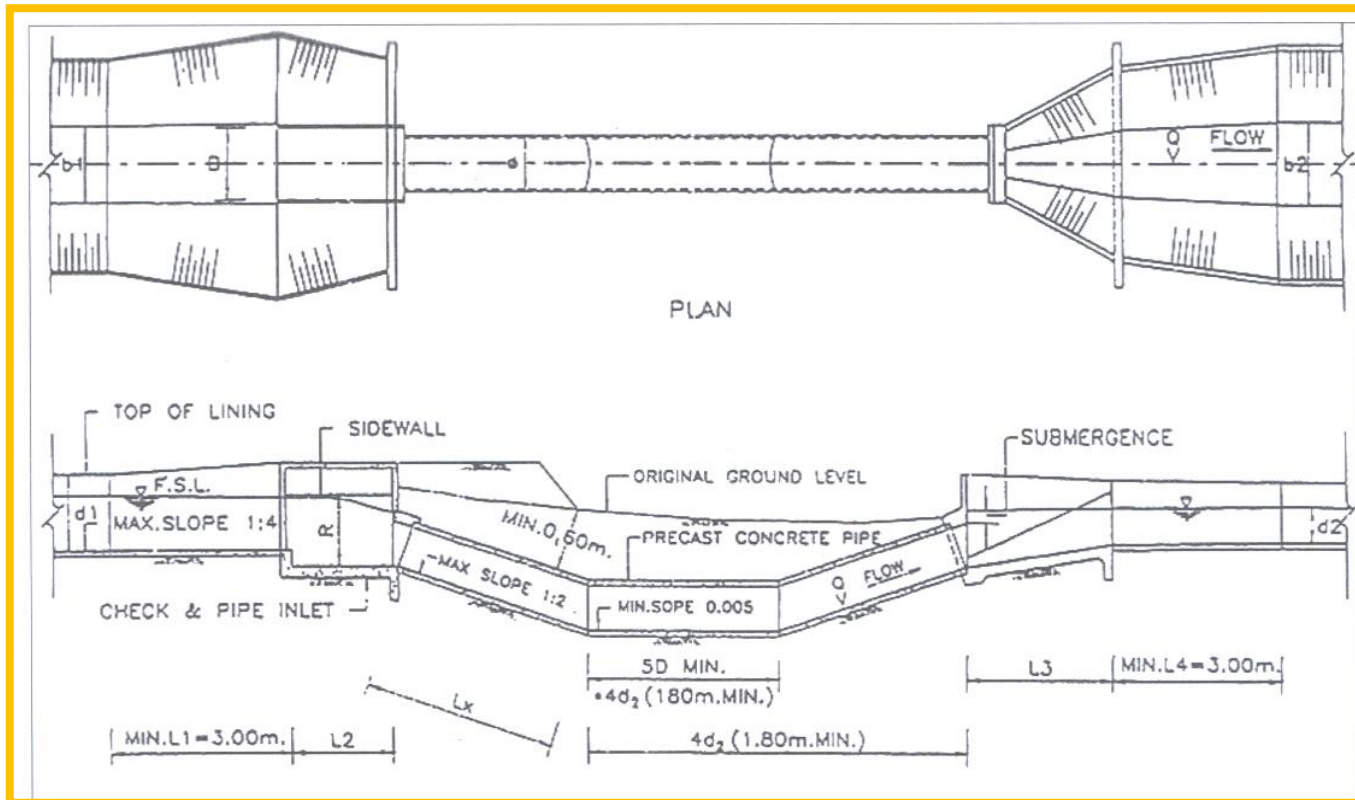 b1
B
ø
Q
V
FLOW
b2
PLAN
TOP OF LINING
SIDEWALL
SUBMERGENCE
F.S.L.
ORIGINAL GROUND LEVEL
d1
MAX.SLOPE 1:4
R
MIN.0,60m.
PRECAST CONCRETE PIPE
d2
MAX SLOPE 1:2
Q
V
FLOW
CHECK & PIPE INLET
MIN.SOPE 0.005
5D MIN.
L3
MIN.L4=3.00m.
*4d2 (180m.MIN.)
Lx
MIN.L1=3.00m.
L2
4d2 (1.80m.MIN.)